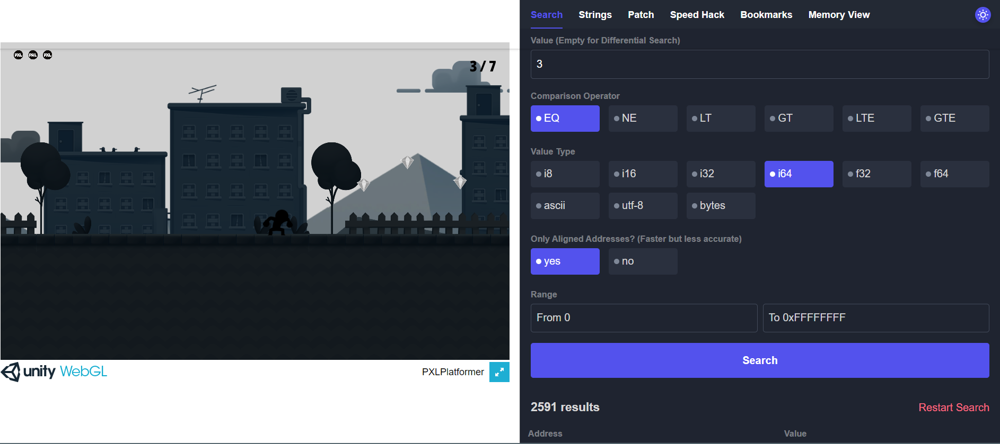 PXL PXL PXL
3 / 7
unity WebGL
PXLPlatformer
Search Strings Patch Speed Hack Bookmarks Memory View
Value (Empty for Differential Search)
3
Comparison Operator
EQ NE LT GT LTE GTE
Value Type
i8 i16 i32 i64 f32 f64
ascii utf-8 bytes
Only Aligned Addresses? (Faster but less accurate)
yes no
Range
From 0 To 0xFFFFFFFF
Search
2591 results Restart Search
Address Value